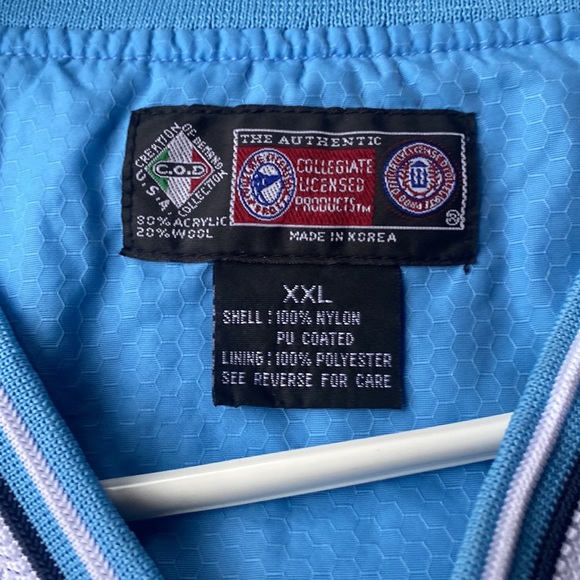 CREATION OF DEMAND
C.O.D
U.S.A. COLLECTION
80% ACRYLIC
20% WOOL
THE AUTHENTIC
COLLEGIATE
LICENSED
PRODUCTS™
MADE IN KOREA
XXL
SHELL : 100% NYLON
PU COATED
LINING : 100% POLYESTER
SEE REVERSE FOR CARE